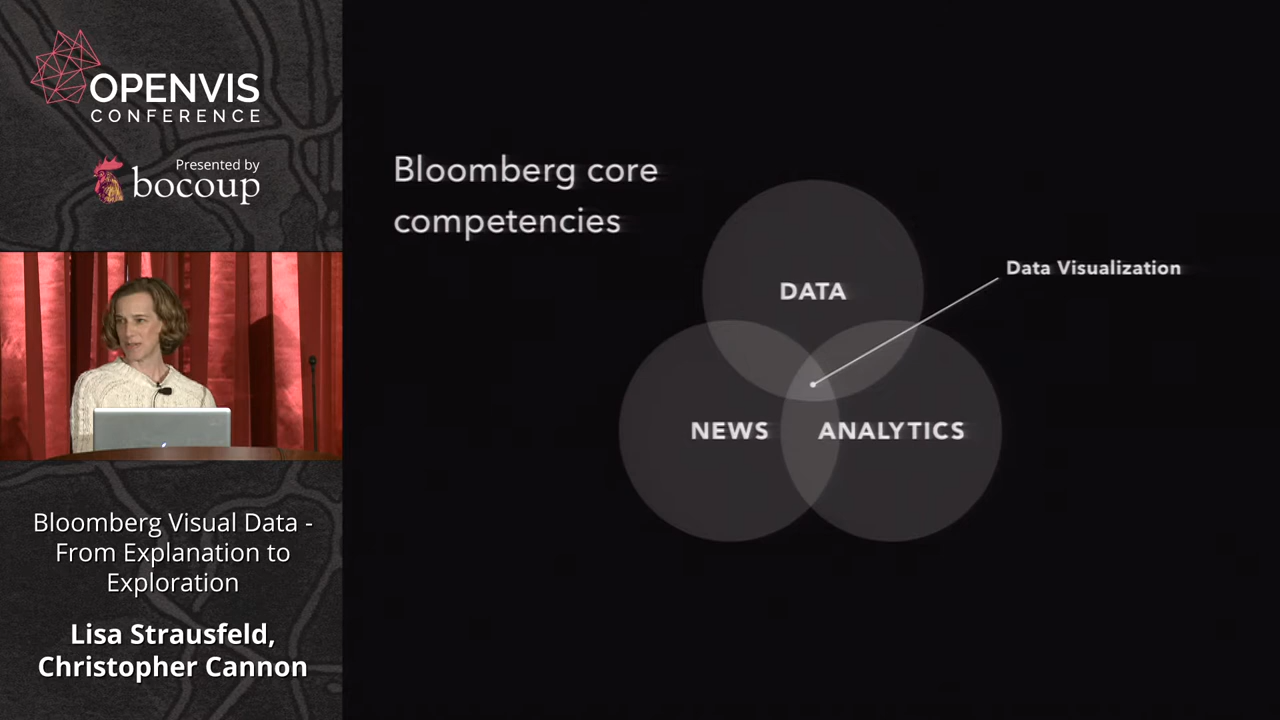 OPENVIS
CONFERENCE
Presented by
bocoup
Bloomberg Visual Data -
From Explanation to
Exploration
Lisa Strausfeld,
Christopher Cannon
Bloomberg core
competencies
Data Visualization
DATA
NEWS
ANALYTICS